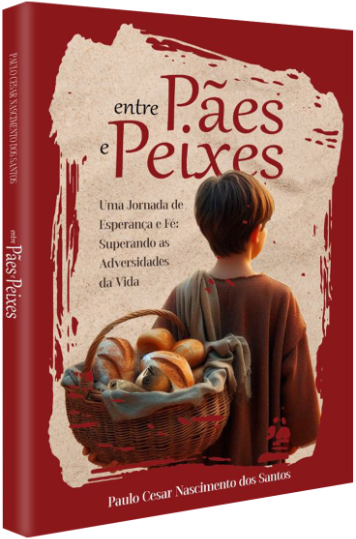 PAULO CESAR NASCIMENTO DOS SANTOS
entre
Pães e Peixes
entre Pães
e Peixes
Uma Jornada de
Esperança e Fé:
Superando as
Adversidades
da Vida
Paulo Cesar Nascimento dos Santos